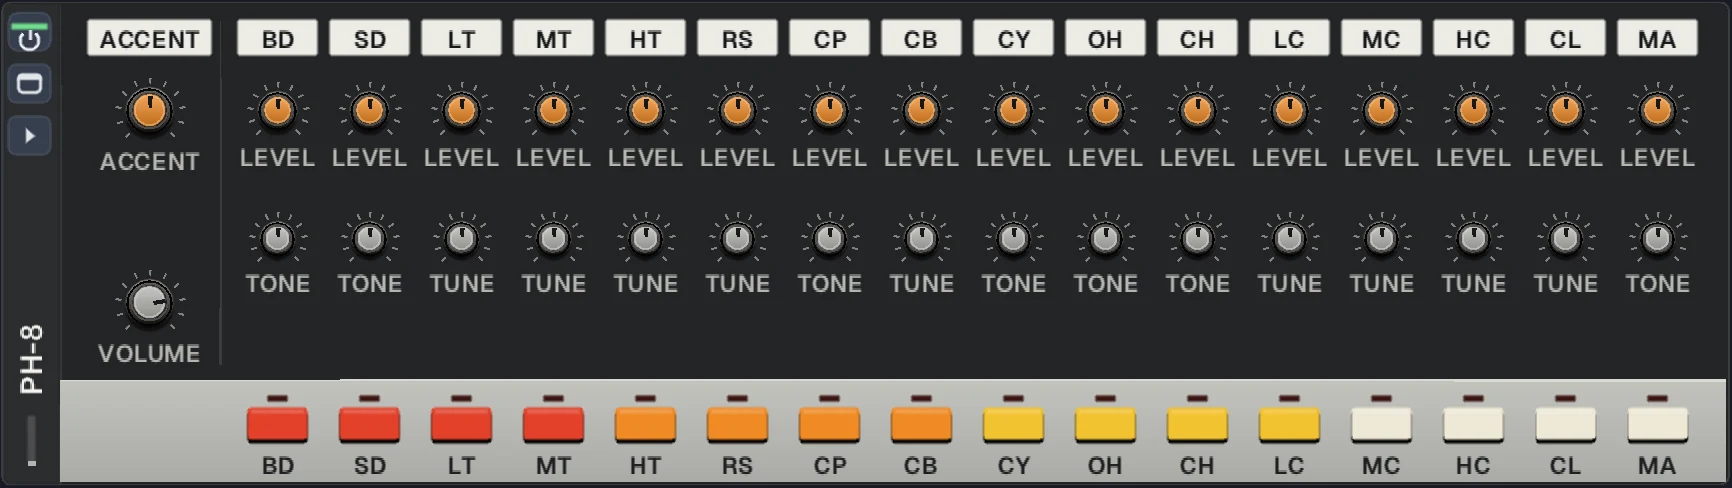 ACCENT BD SD LT MT HT RS CP CB CY OH CH LC MC HC CL MA
LEVEL LEVEL LEVEL LEVEL LEVEL LEVEL LEVEL LEVEL LEVEL LEVEL LEVEL LEVEL LEVEL LEVEL LEVEL LEVEL
ACCENT
TONE TONE TUNE TUNE TUNE TUNE TONE TUNE TONE TONE TONE TUNE TUNE TUNE TUNE TONE
VOLUME
PH-8
BD SD LT MT HT RS CP CB CY OH CH LC MC HC CL MA